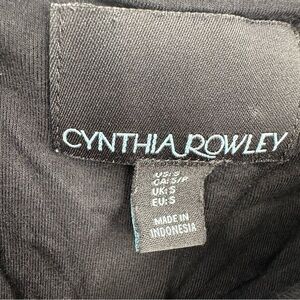 CYNTHIA ROWLEY
US: S
CA: S/P
UK: S
EU: S
MADE IN
INDONESIA